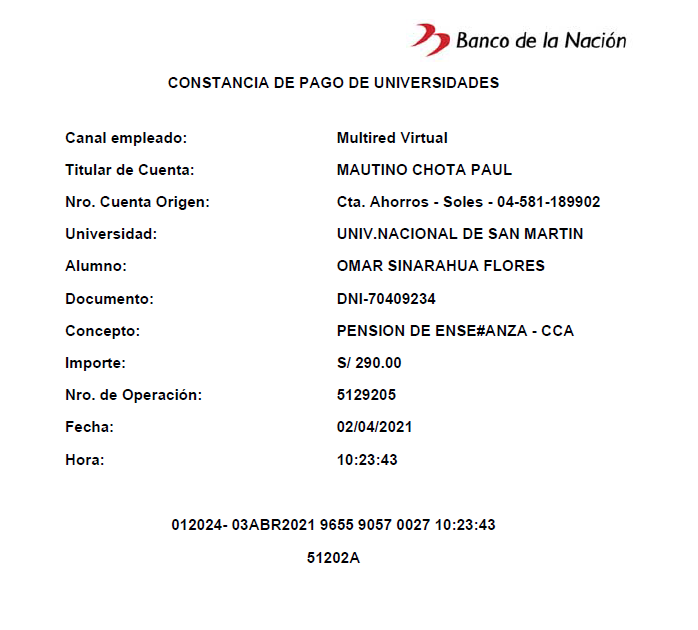 Banco de la Nación
CONSTANCIA DE PAGO DE UNIVERSIDADES
Canal empleado: Multired Virtual
Titular de Cuenta: MAUTINO CHOTA PAUL
Nro. Cuenta Origen: Cta. Ahorros - Soles - 04-581-189902
Universidad: UNIV.NACIONAL DE SAN MARTIN
Alumno: OMAR SINARAHUA FLORES
Documento: DNI-70409234
Concepto: PENSION DE ENSE#ANZA - CCA
Importe: S/ 290.00
Nro. de Operación: 5129205
Fecha: 02/04/2021
Hora: 10:23:43
012024- 03ABR2021 9655 9057 0027 10:23:43
51202A